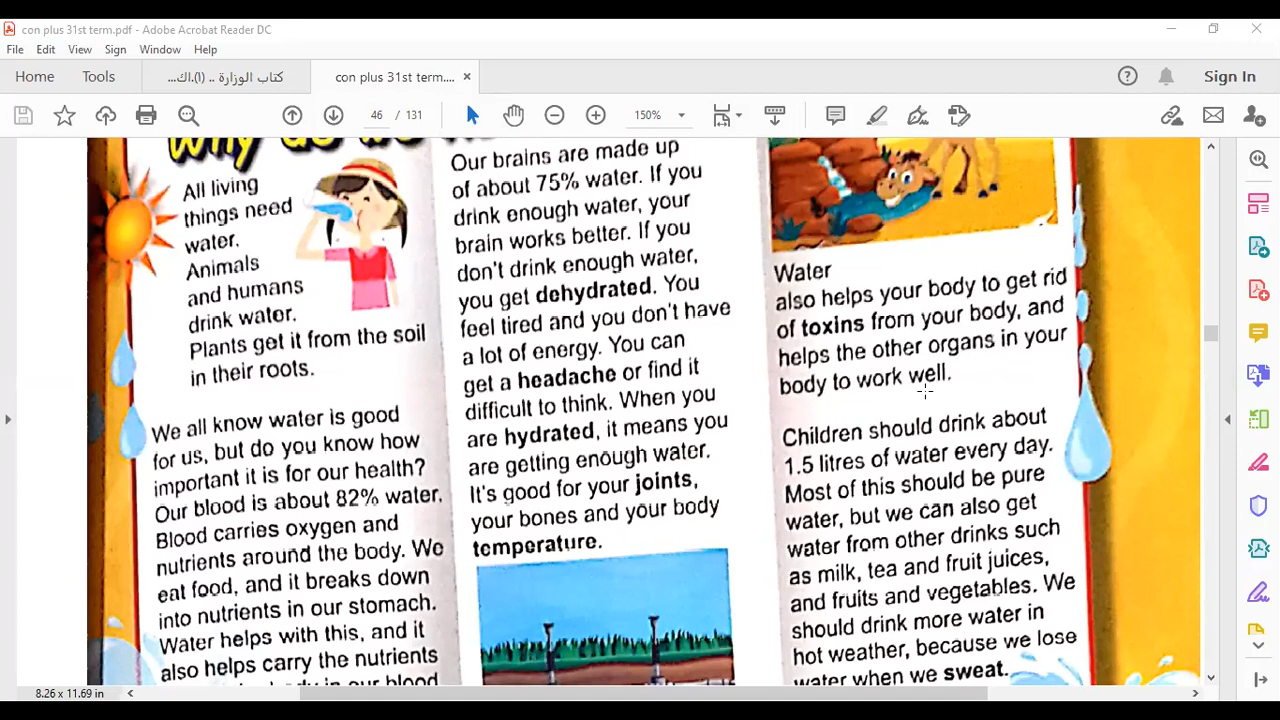 con plus 31st term.pdf - Adobe Acrobat Reader DC
File Edit View Sign Window Help
Home Tools كتاب الوزارة .. (١).اك... con plus 31st term.... Sign In
46 / 131 150%
All living
things need
water.
Animals
and humans
drink water.
Plants get it from the soil
in their roots.
We all know water is good
for us, but do you know how
important it is for our health?
Our blood is about 82% water.
Blood carries oxygen and
nutrients around the body. We
eat food, and it breaks down
into nutrients in our stomach.
Water helps with this, and it
also helps carry the nutrients
in our blood
Our brains are made up
of about 75% water. If you
drink enough water, your
brain works better. If you
don't drink enough water,
you get dehydrated. You
feel tired and you don't have
a lot of energy. You can
get a headache or find it
difficult to think. When you
are hydrated, it means you
are getting enough water.
It's good for your joints,
your bones and your body
temperature.
Water
also helps your body to get rid
of toxins from your body, and
helps the other organs in your
body to work well.
Children should drink about
1.5 litres of water every day.
Most of this should be pure
water, but we can also get
water from other drinks such
as milk, tea and fruit juices,
and fruits and vegetables. We
should drink more water in
hot weather, because we lose
water when we sweat.
8.26 x 11.69 in